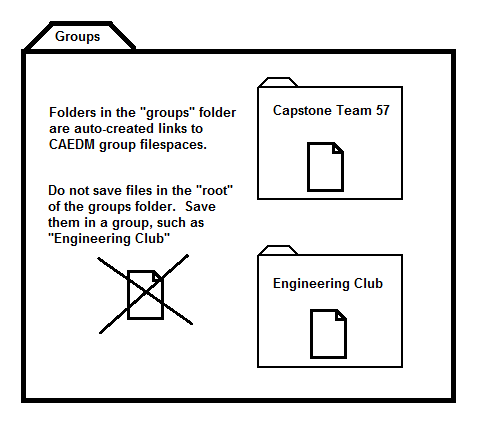 Groups
Folders in the "groups" folder
are auto-created links to
CAEDM group filespaces.
Do not save files in the "root"
of the groups folder.  Save
them in a group, such as
"Engineering Club"
Capstone Team 57
Engineering Club